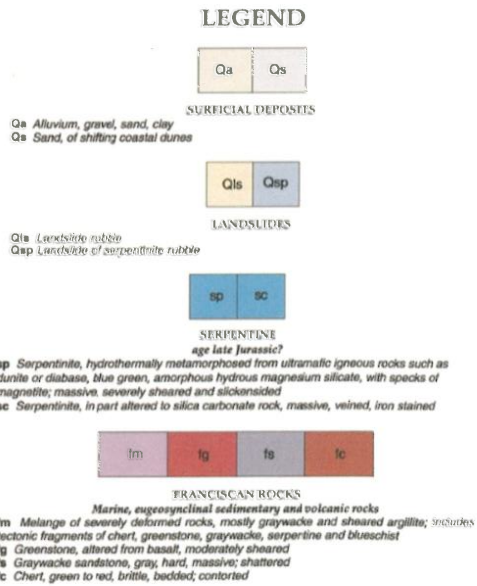 LEGEND
Qa Qs
SURFICIAL DEPOSITS
Qa Alluvium, gravel, sand, clay
Qs Sand, of shifting coastal dunes
Qls Qsp
LANDSLIDES
Qls Landslide rubble
Qsp Landslide of serpentinite rubble
sp sc
SERPENTINE
age late Jurassic?
sp Serpentinite, hydrothermally metamorphosed from ultramafic igneous rocks such as
dunite or diabase, blue green, amorphous hydrous magnesium silicate, with specks of
magnetite; massive, severely sheared and slickensided
sc Serpentinite, in part altered to silica carbonate rock, massive, veined, iron stained
fm fg fs fc
FRANCISCAN ROCKS
Marine, eugeosynclinal sedimentary and volcanic rocks
fm Melange of severely deformed rocks, mostly graywacke and sheared argillite; includes
tectonic fragments of chert, greenstone, graywacke, serpentine and blueschist
fg Greenstone, altered from basalt, moderately sheared
fs Graywacke sandstone, gray, hard, massive; shattered
fc Chert, green to red, brittle, bedded; contorted